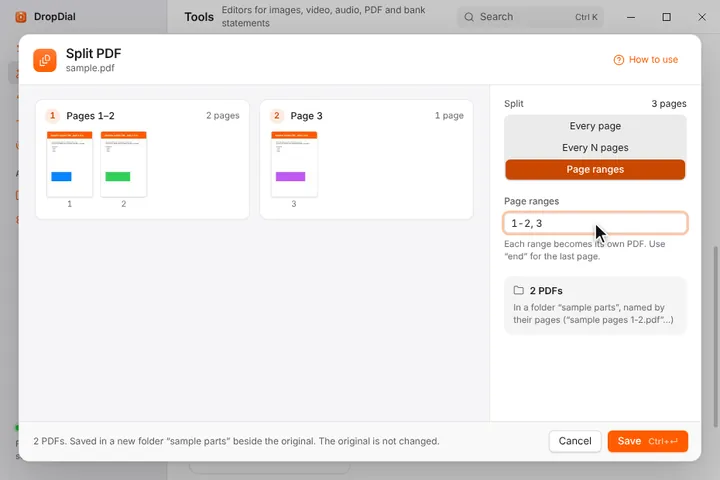 DropDial
Tools
Editors for images, video, audio, PDF and bank
statements
Search
Ctrl K
Split PDF
sample.pdf
How to use
1 Pages 1–2 2 pages
1
2
2 Page 3 1 page
3
Split 3 pages
Every page
Every N pages
Page ranges
Page ranges
1-2, 3
Each range becomes its own PDF. Use
“end” for the last page.
2 PDFs
In a folder “sample parts”, named by
their pages (“sample pages 1-2.pdf”…)
2 PDFs. Saved in a new folder “sample parts” beside the original. The original is not changed.
Cancel
Save Ctrl+↵